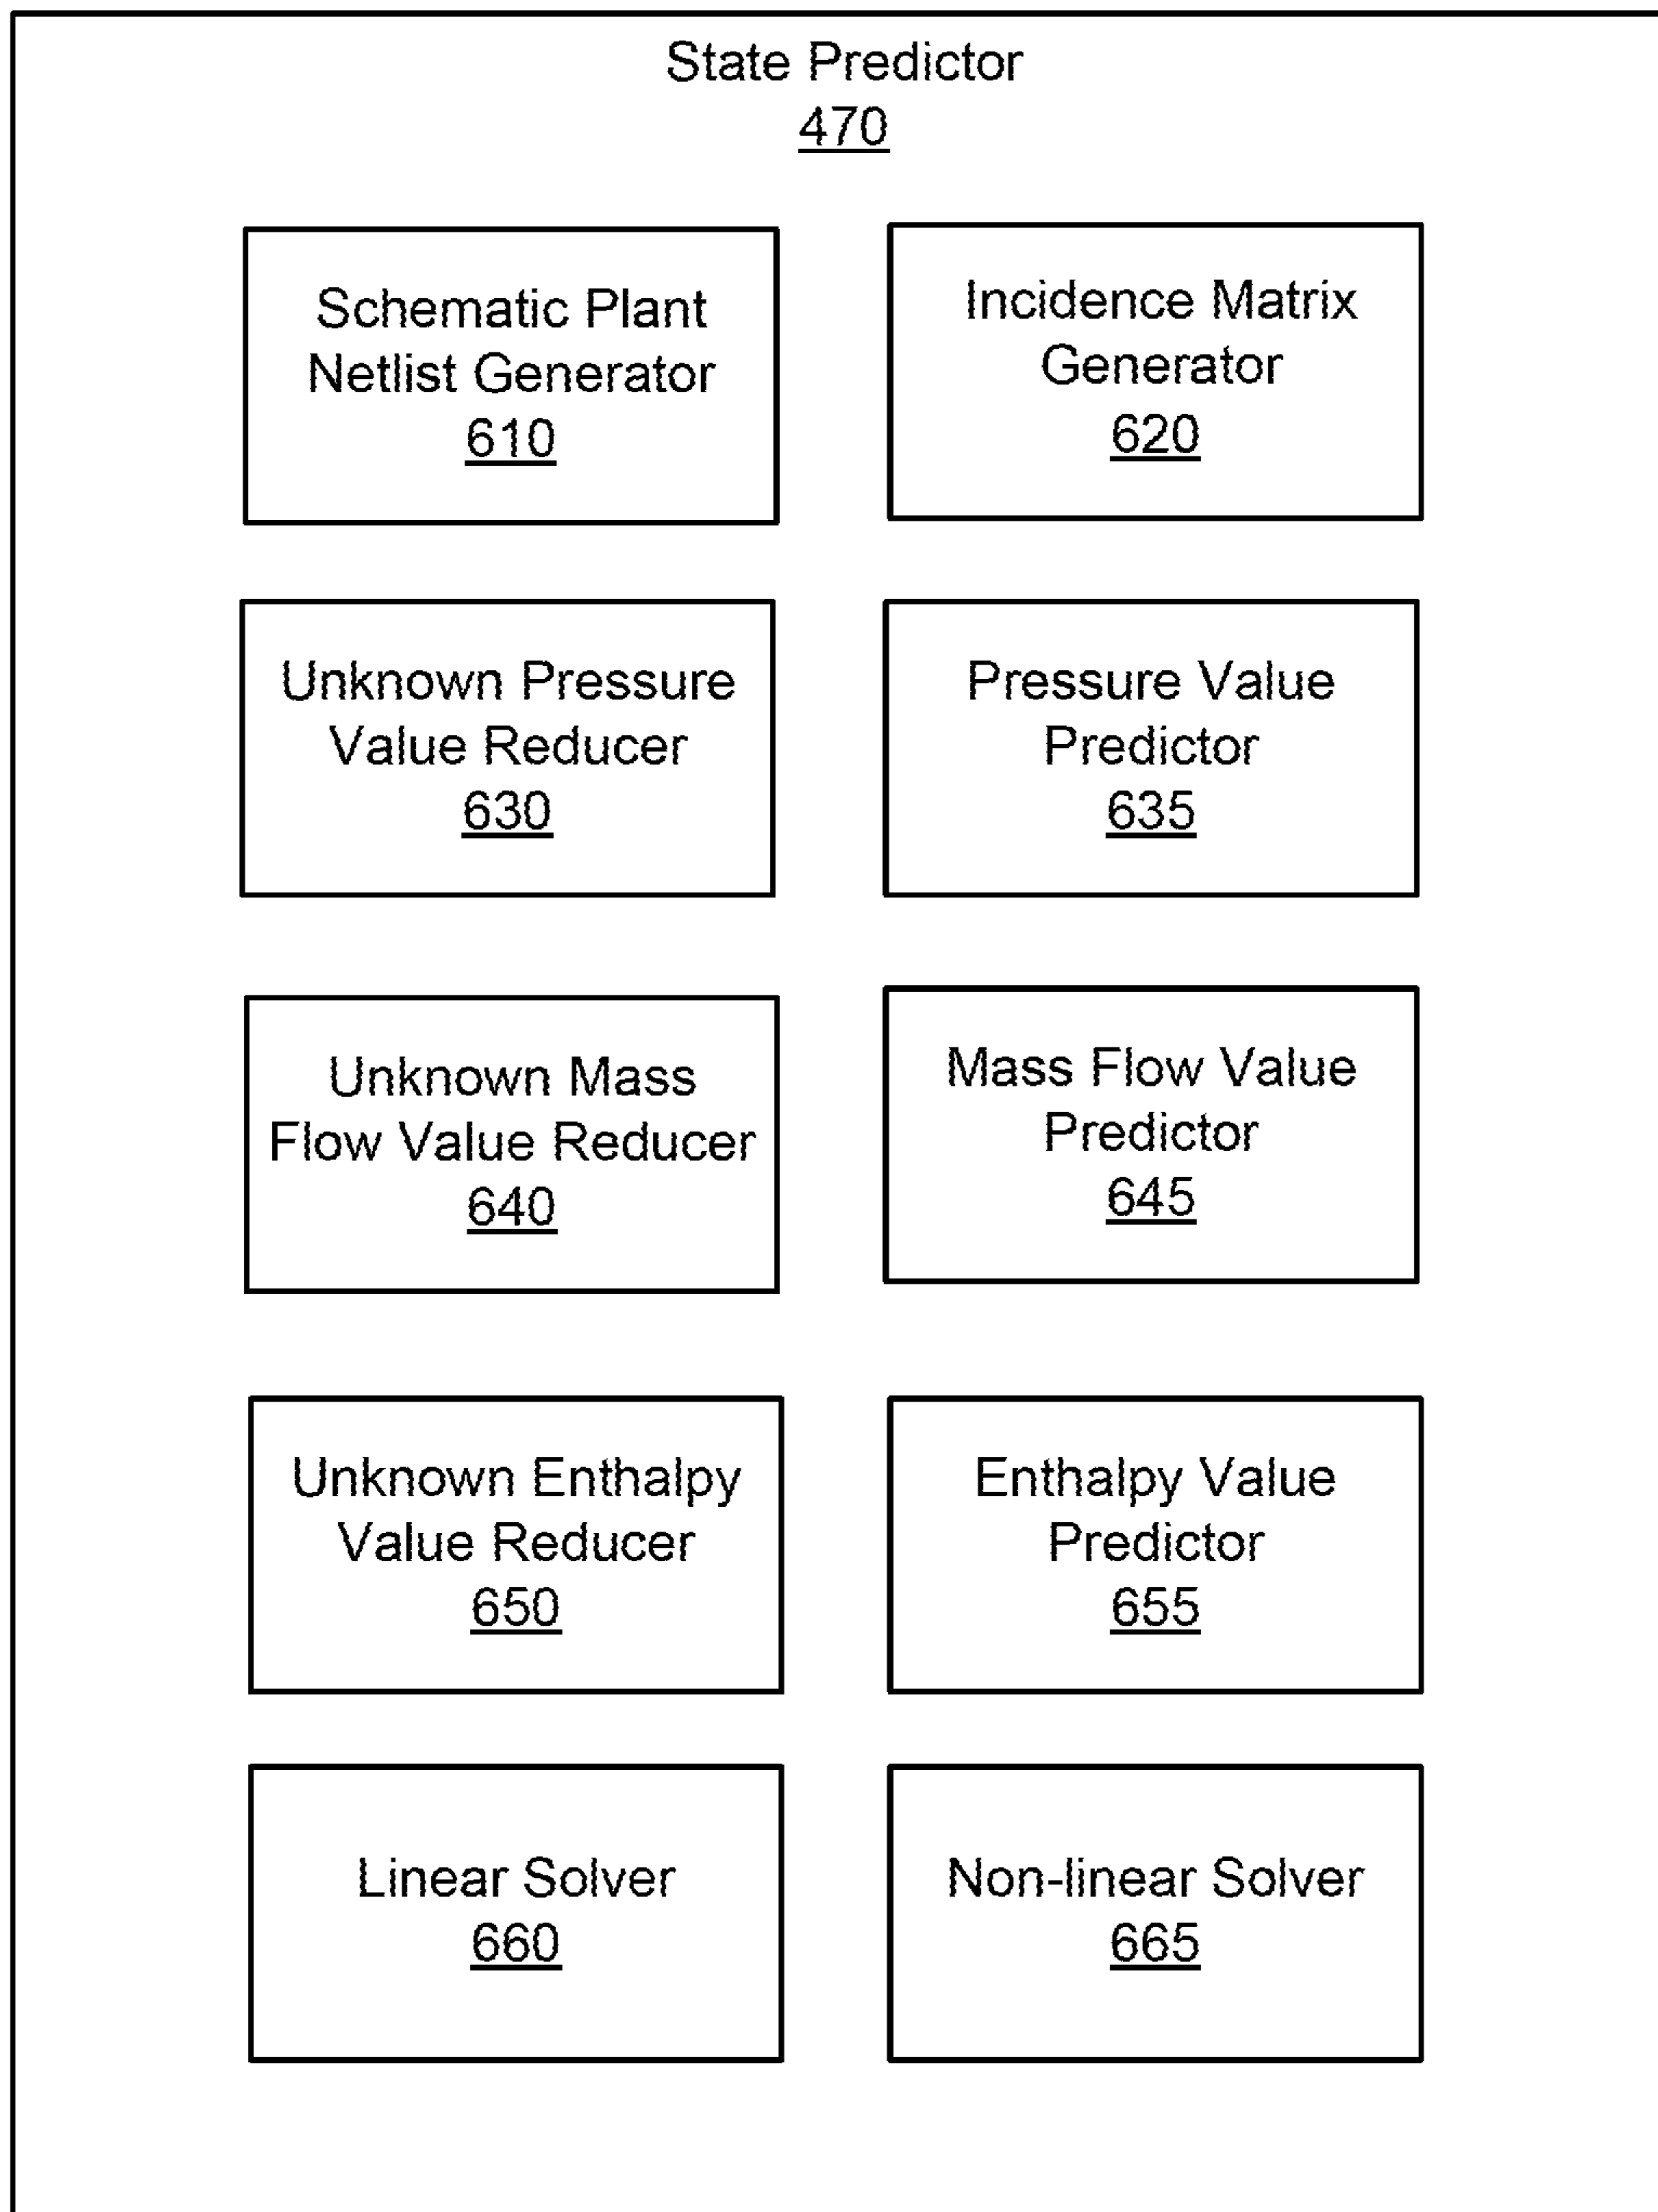 State Predictor
470
Schematic Plant
Netlist Generator
610
Incidence Matrix
Generator
620
Unknown Pressure
Value Reducer
630
Pressure Value
Predictor
635
Unknown Mass
Flow Value Reducer
640
Mass Flow Value
Predictor
645
Unknown Enthalpy
Value Reducer
650
Enthalpy Value
Predictor
655
Linear Solver
660
Non-linear Solver
665